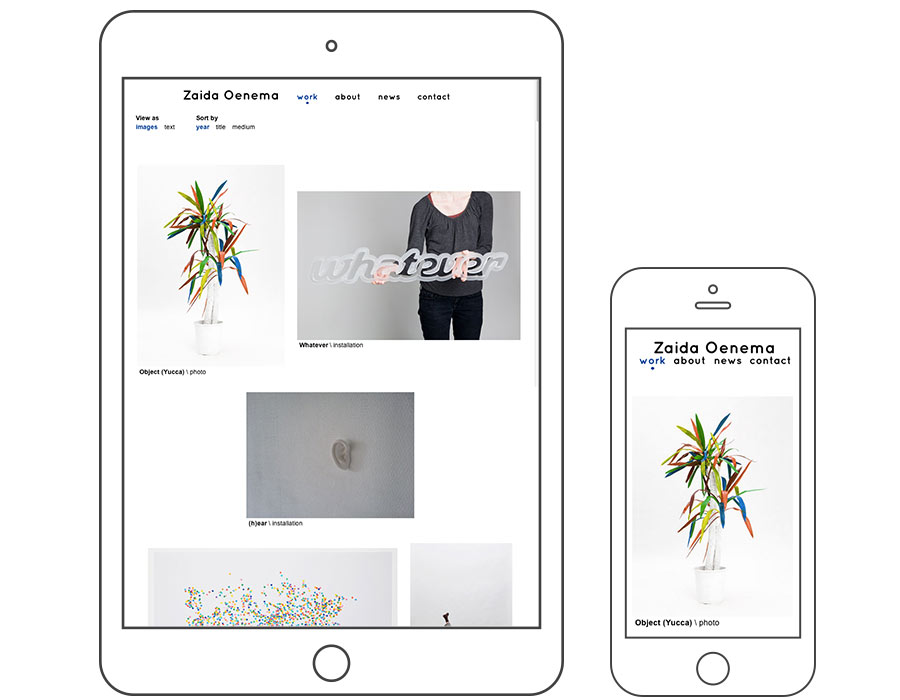 Zaida Oenema work about news contact
View as Sort by
images text year title medium
whatever
Whatever \ installation
Object (Yucca) \ photo
(h)ear \ installation
Zaida Oenema
work about news contact
Object (Yucca) \ photo